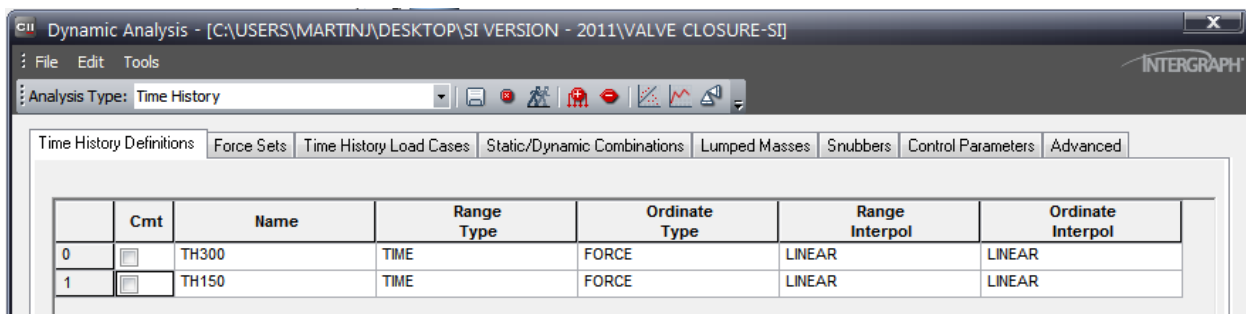 CII Dynamic Analysis - [C:\USERS\MARTINJ\DESKTOP\SI VERSION - 2011\VALVE CLOSURE-SI] X
File Edit Tools INTERGRAPH
Analysis Type: Time History
Time History Definitions Force Sets Time History Load Cases Static/Dynamic Combinations Lumped Masses Snubbers Control Parameters Advanced
Cmt Name Range Type Ordinate Type Range Interpol Ordinate Interpol
0 TH300 TIME FORCE LINEAR LINEAR
1 TH150 TIME FORCE LINEAR LINEAR